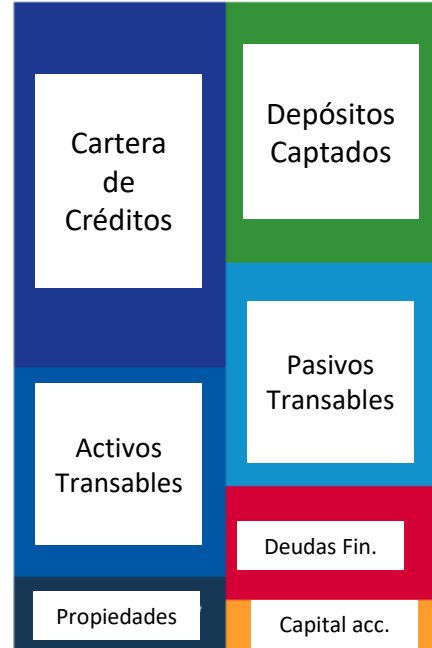 Cartera
de
Créditos
Depósitos
Captados
Activos
Transables
Pasivos
Transables
Deudas Fin.
Propiedades
Capital acc.